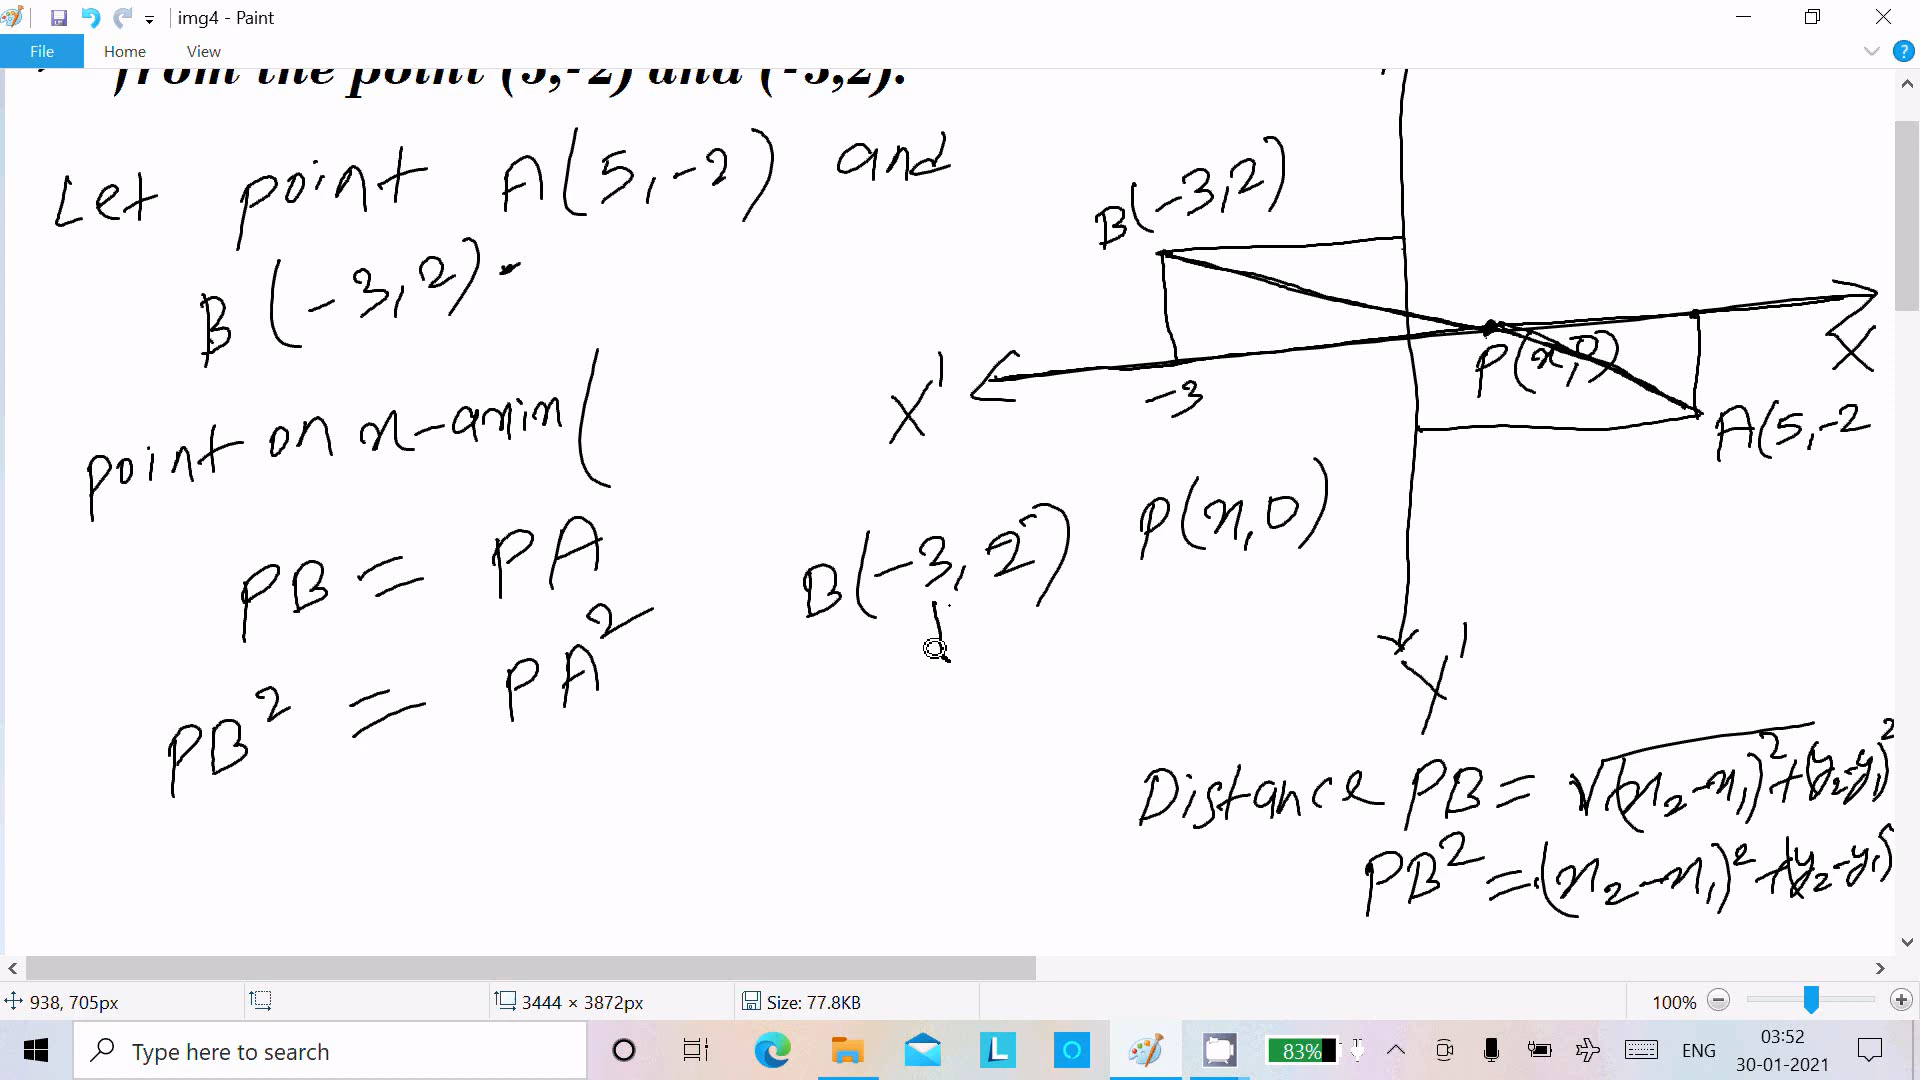 img4 - Paint
File Home View
from the point (5,-2) and (-3,2).
Let point A(5,-2) and
B(-3,2).
point on x-axis(
PB = PA
PB² = PA²
B(-3,2)
-3
P(x,0)
X
X'
A(5,-2
B(-3,2) P(x,0)
Y'
Distance PB = √(x₂-x₁)²+(y₂-y₁)²
PB² = (x₂-x₁)²+(y₂-y₁)²
938, 705px
3444 × 3872px
Size: 77.8KB
100%
Type here to search
83%
ENG
03:52
30-01-2021